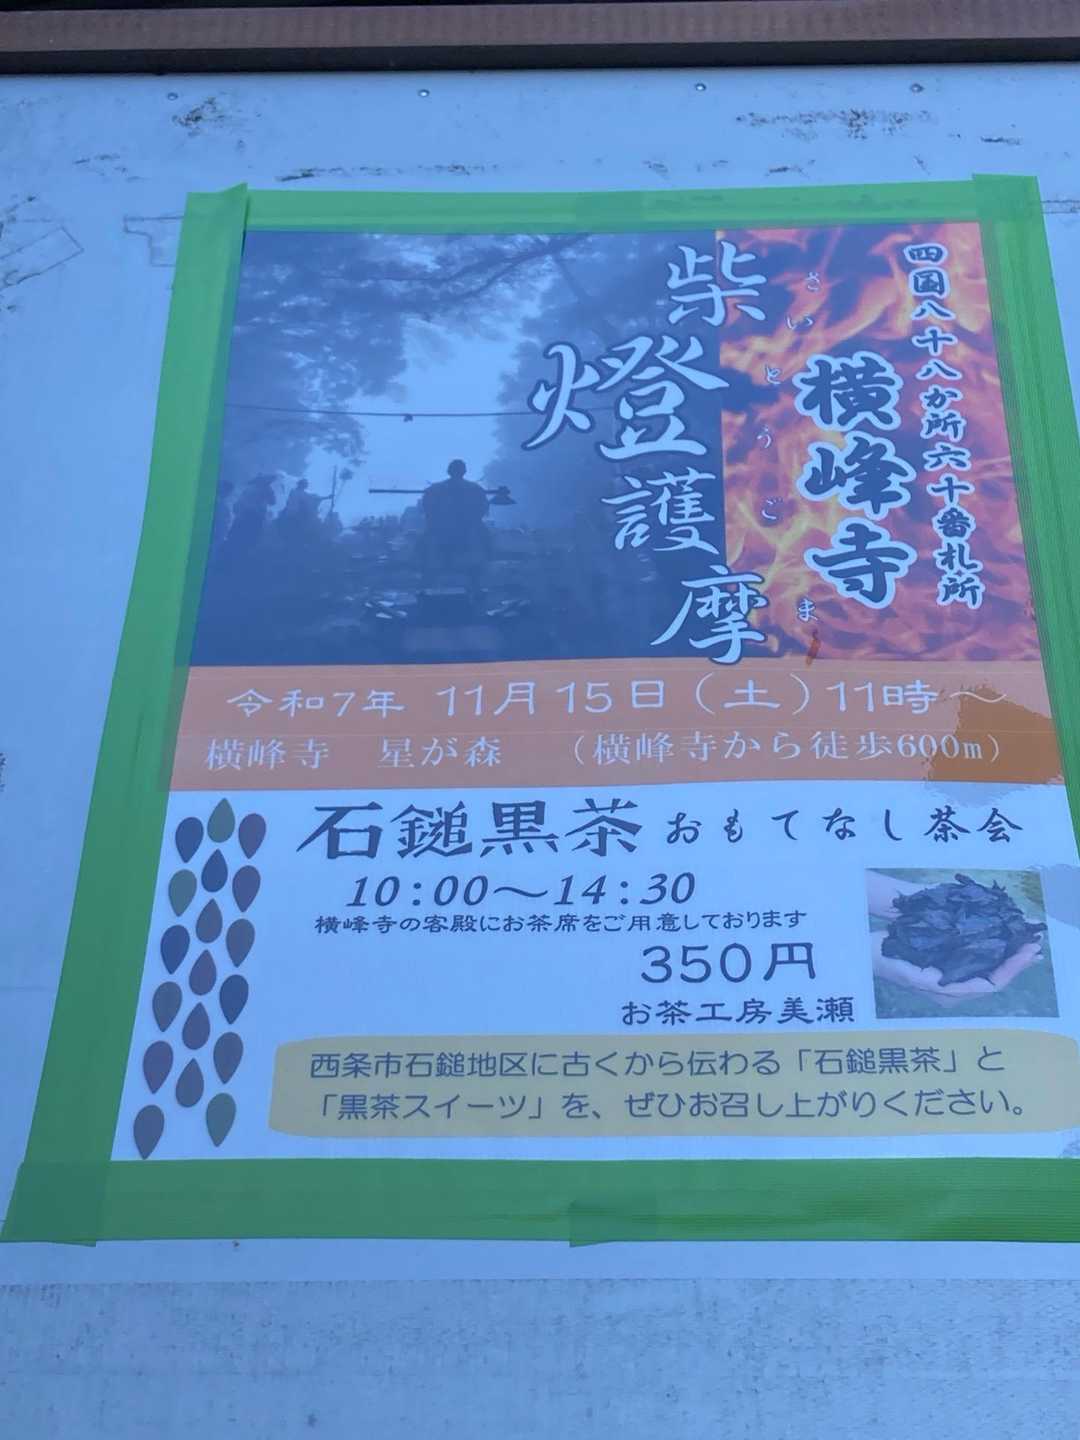 四国八十八か所六十番札所
横峰寺
さいとうごま
柴燈護摩
令和7年 11月15日（土）11時～
横峰寺 星が森 （横峰寺から徒歩600m）
石鎚黒茶 おもてなし茶会
10：00～14：30
横峰寺の客殿にお茶席をご用意しております
350円
お茶工房美瀬
西条市石鎚地区に古くから伝わる「石鎚黒茶」と
「黒茶スイーツ」を、ぜひお召し上がりください。